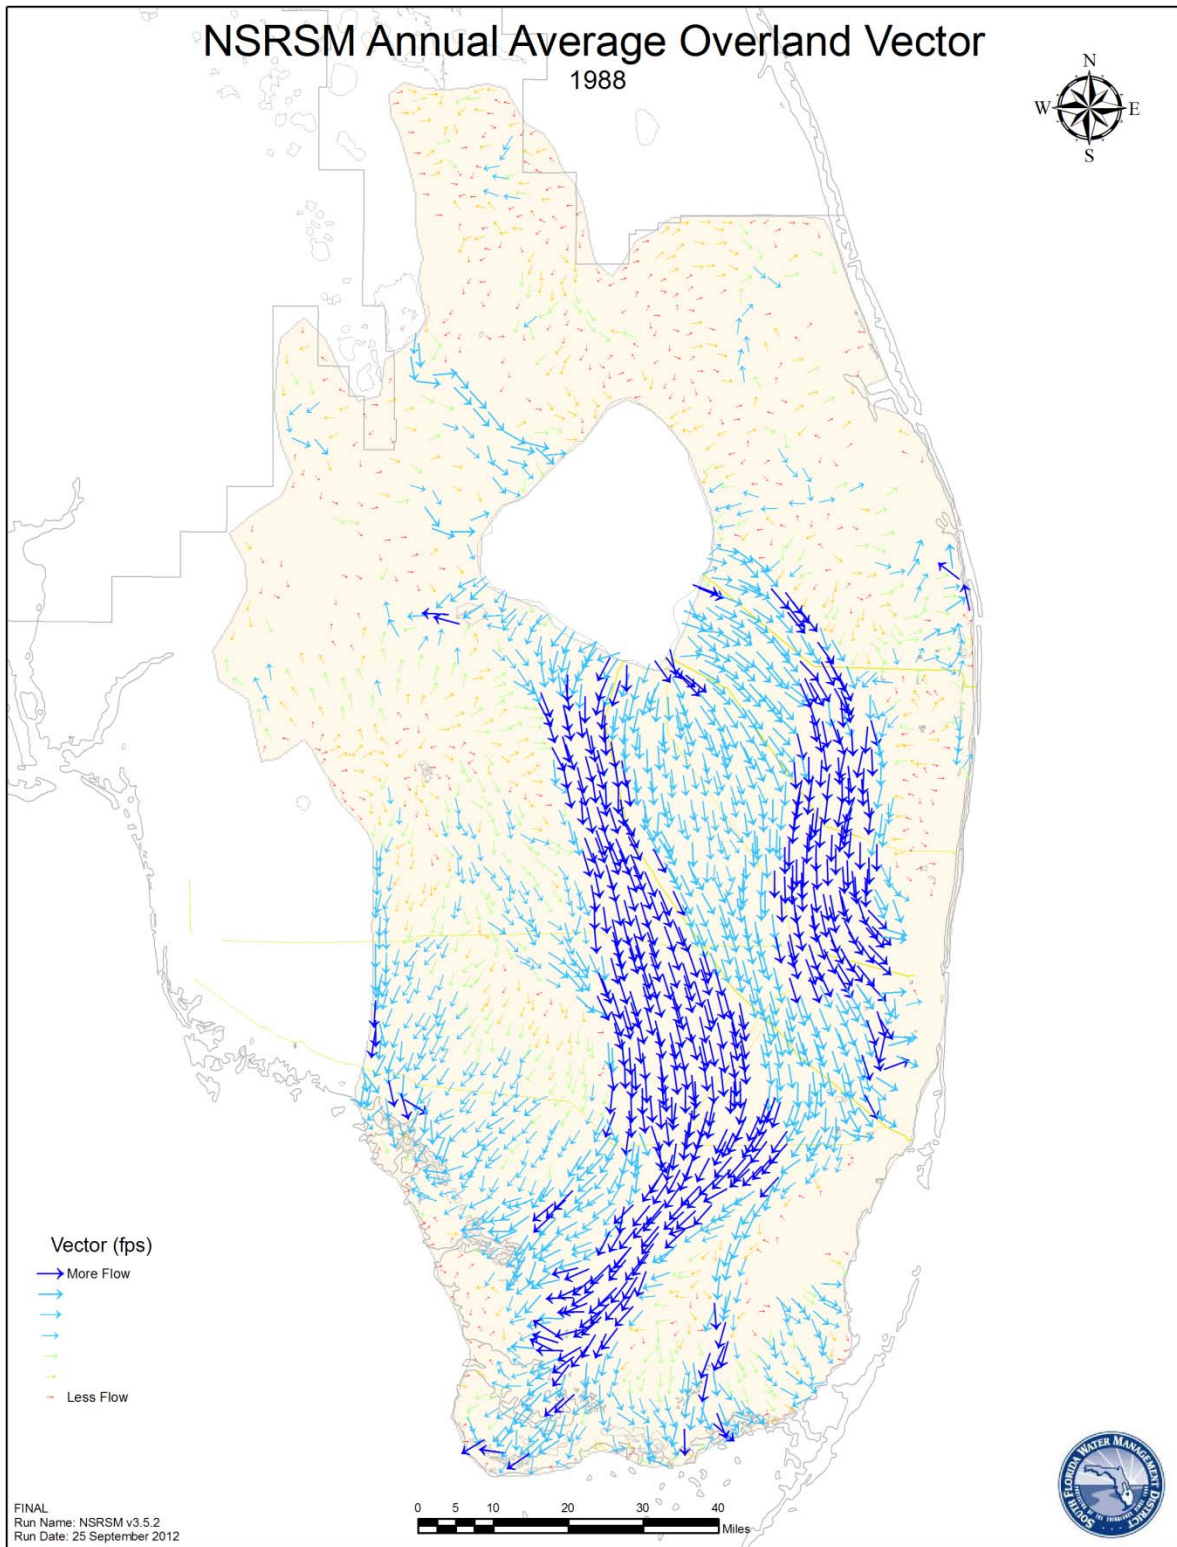 NSRSM Annual Average Overland Vector
1988
N
W E
S
Vector (fps)
More Flow
Less Flow
FINAL
Run Name: NSRSM v3.5.2
Run Date: 25 September 2012
0 5 10 20 30 40
Miles
SOUTH FLORIDA WATER MANAGEMENT DISTRICT